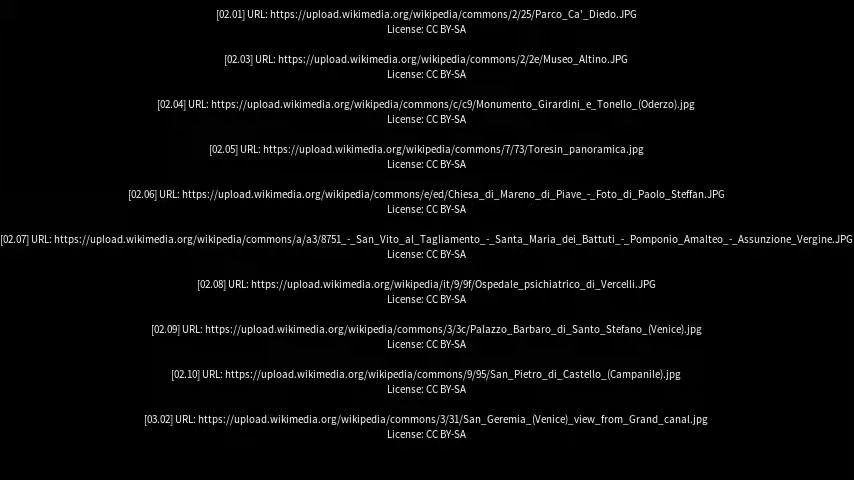 [02.01] URL: https://upload.wikimedia.org/wikipedia/commons/2/25/Parco_Ca'_Diedo.JPG
License: CC BY-SA
[02.03] URL: https://upload.wikimedia.org/wikipedia/commons/2/2e/Museo_Altino.JPG
License: CC BY-SA
[02.04] URL: https://upload.wikimedia.org/wikipedia/commons/c/c9/Monumento_Girardini_e_Tonello_(Oderzo).jpg
License: CC BY-SA
[02.05] URL: https://upload.wikimedia.org/wikipedia/commons/7/73/Toresin_panoramica.jpg
License: CC BY-SA
[02.06] URL: https://upload.wikimedia.org/wikipedia/commons/e/ed/Chiesa_di_Mareno_di_Piave_-_Foto_di_Paolo_Steffan.JPG
License: CC BY-SA
[02.07] URL: https://upload.wikimedia.org/wikipedia/commons/a/a3/8751_-_San_Vito_al_Tagliamento_-_Santa_Maria_dei_Battuti_-_Pomponio_Amalteo_-_Assunzione_Vergine.JPG
License: CC BY-SA
[02.08] URL: https://upload.wikimedia.org/wikipedia/it/9/9f/Ospedale_psichiatrico_di_Vercelli.JPG
License: CC BY-SA
[02.09] URL: https://upload.wikimedia.org/wikipedia/commons/3/3c/Palazzo_Barbaro_di_Santo_Stefano_(Venice).jpg
License: CC BY-SA
[02.10] URL: https://upload.wikimedia.org/wikipedia/commons/9/95/San_Pietro_di_Castello_(Campanile).jpg
License: CC BY-SA
[03.02] URL: https://upload.wikimedia.org/wikipedia/commons/3/31/San_Geremia_(Venice)_view_from_Grand_canal.jpg
License: CC BY-SA